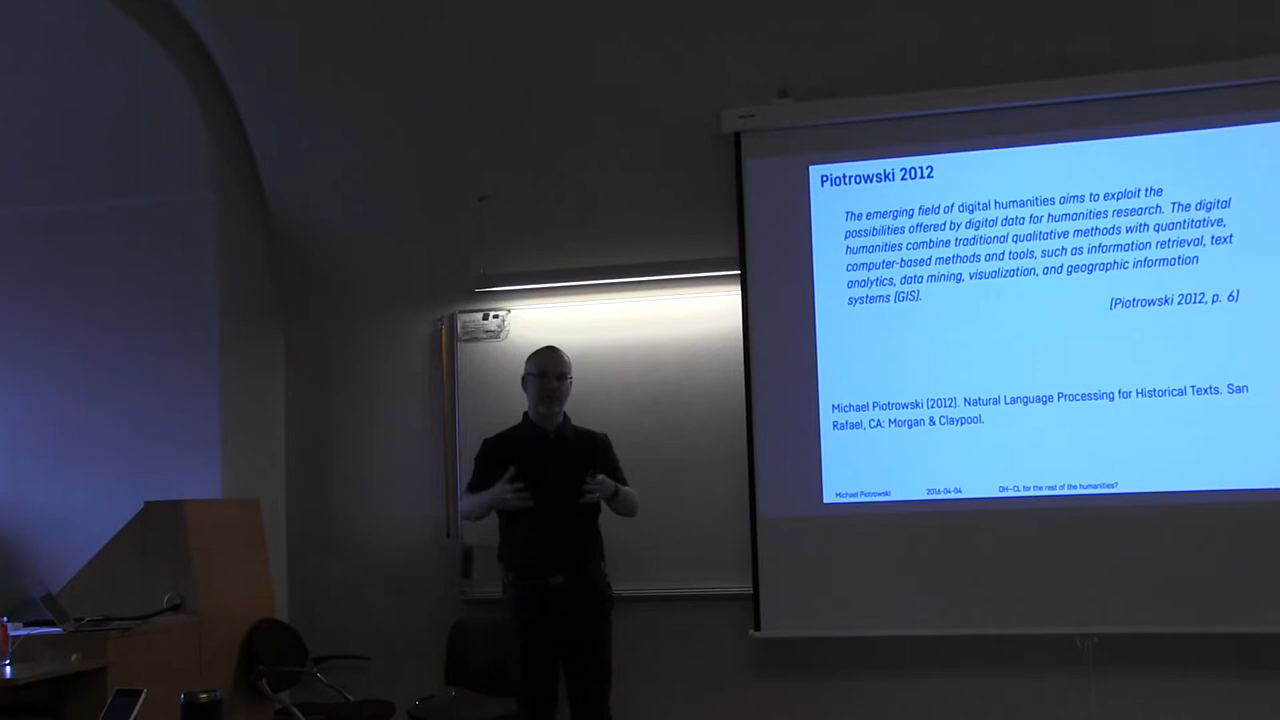 Piotrowski 2012
The emerging field of digital humanities aims to exploit the
possibilities offered by digital data for humanities research. The digital
humanities combine traditional qualitative methods with quantitative,
computer-based methods and tools, such as information retrieval, text
analytics, data mining, visualization, and geographic information
systems (GIS).
(Piotrowski 2012, p. 6)
Michael Piotrowski (2012). Natural Language Processing for Historical Texts. San
Rafael, CA: Morgan & Claypool.
Michael Piotrowski 2016-04-04 DH–CL for the rest of the humanities?